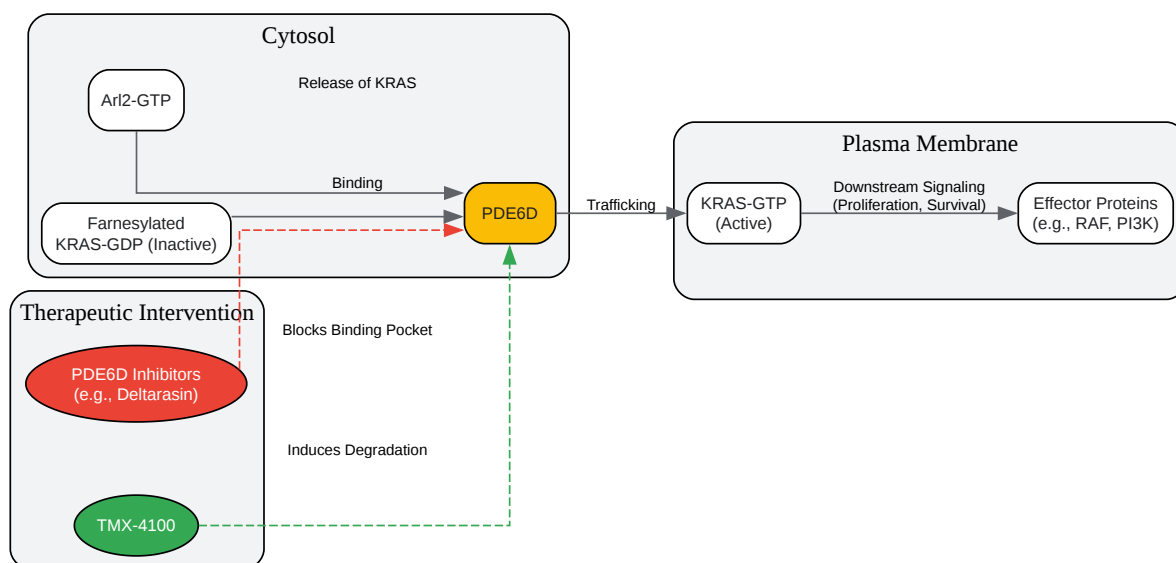 Cytosol
Release of KRAS
Arl2-GTP
Binding
Farnesylated
KRAS-GDP (Inactive)
PDE6D
Trafficking
Plasma Membrane
KRAS-GTP
(Active)
Downstream Signaling
(Proliferation, Survival)
Effector Proteins
(e.g., RAF, PI3K)
Therapeutic Intervention
Blocks Binding Pocket
PDE6D Inhibitors
(e.g., Deltarasin)
Induces Degradation
TMX-4100